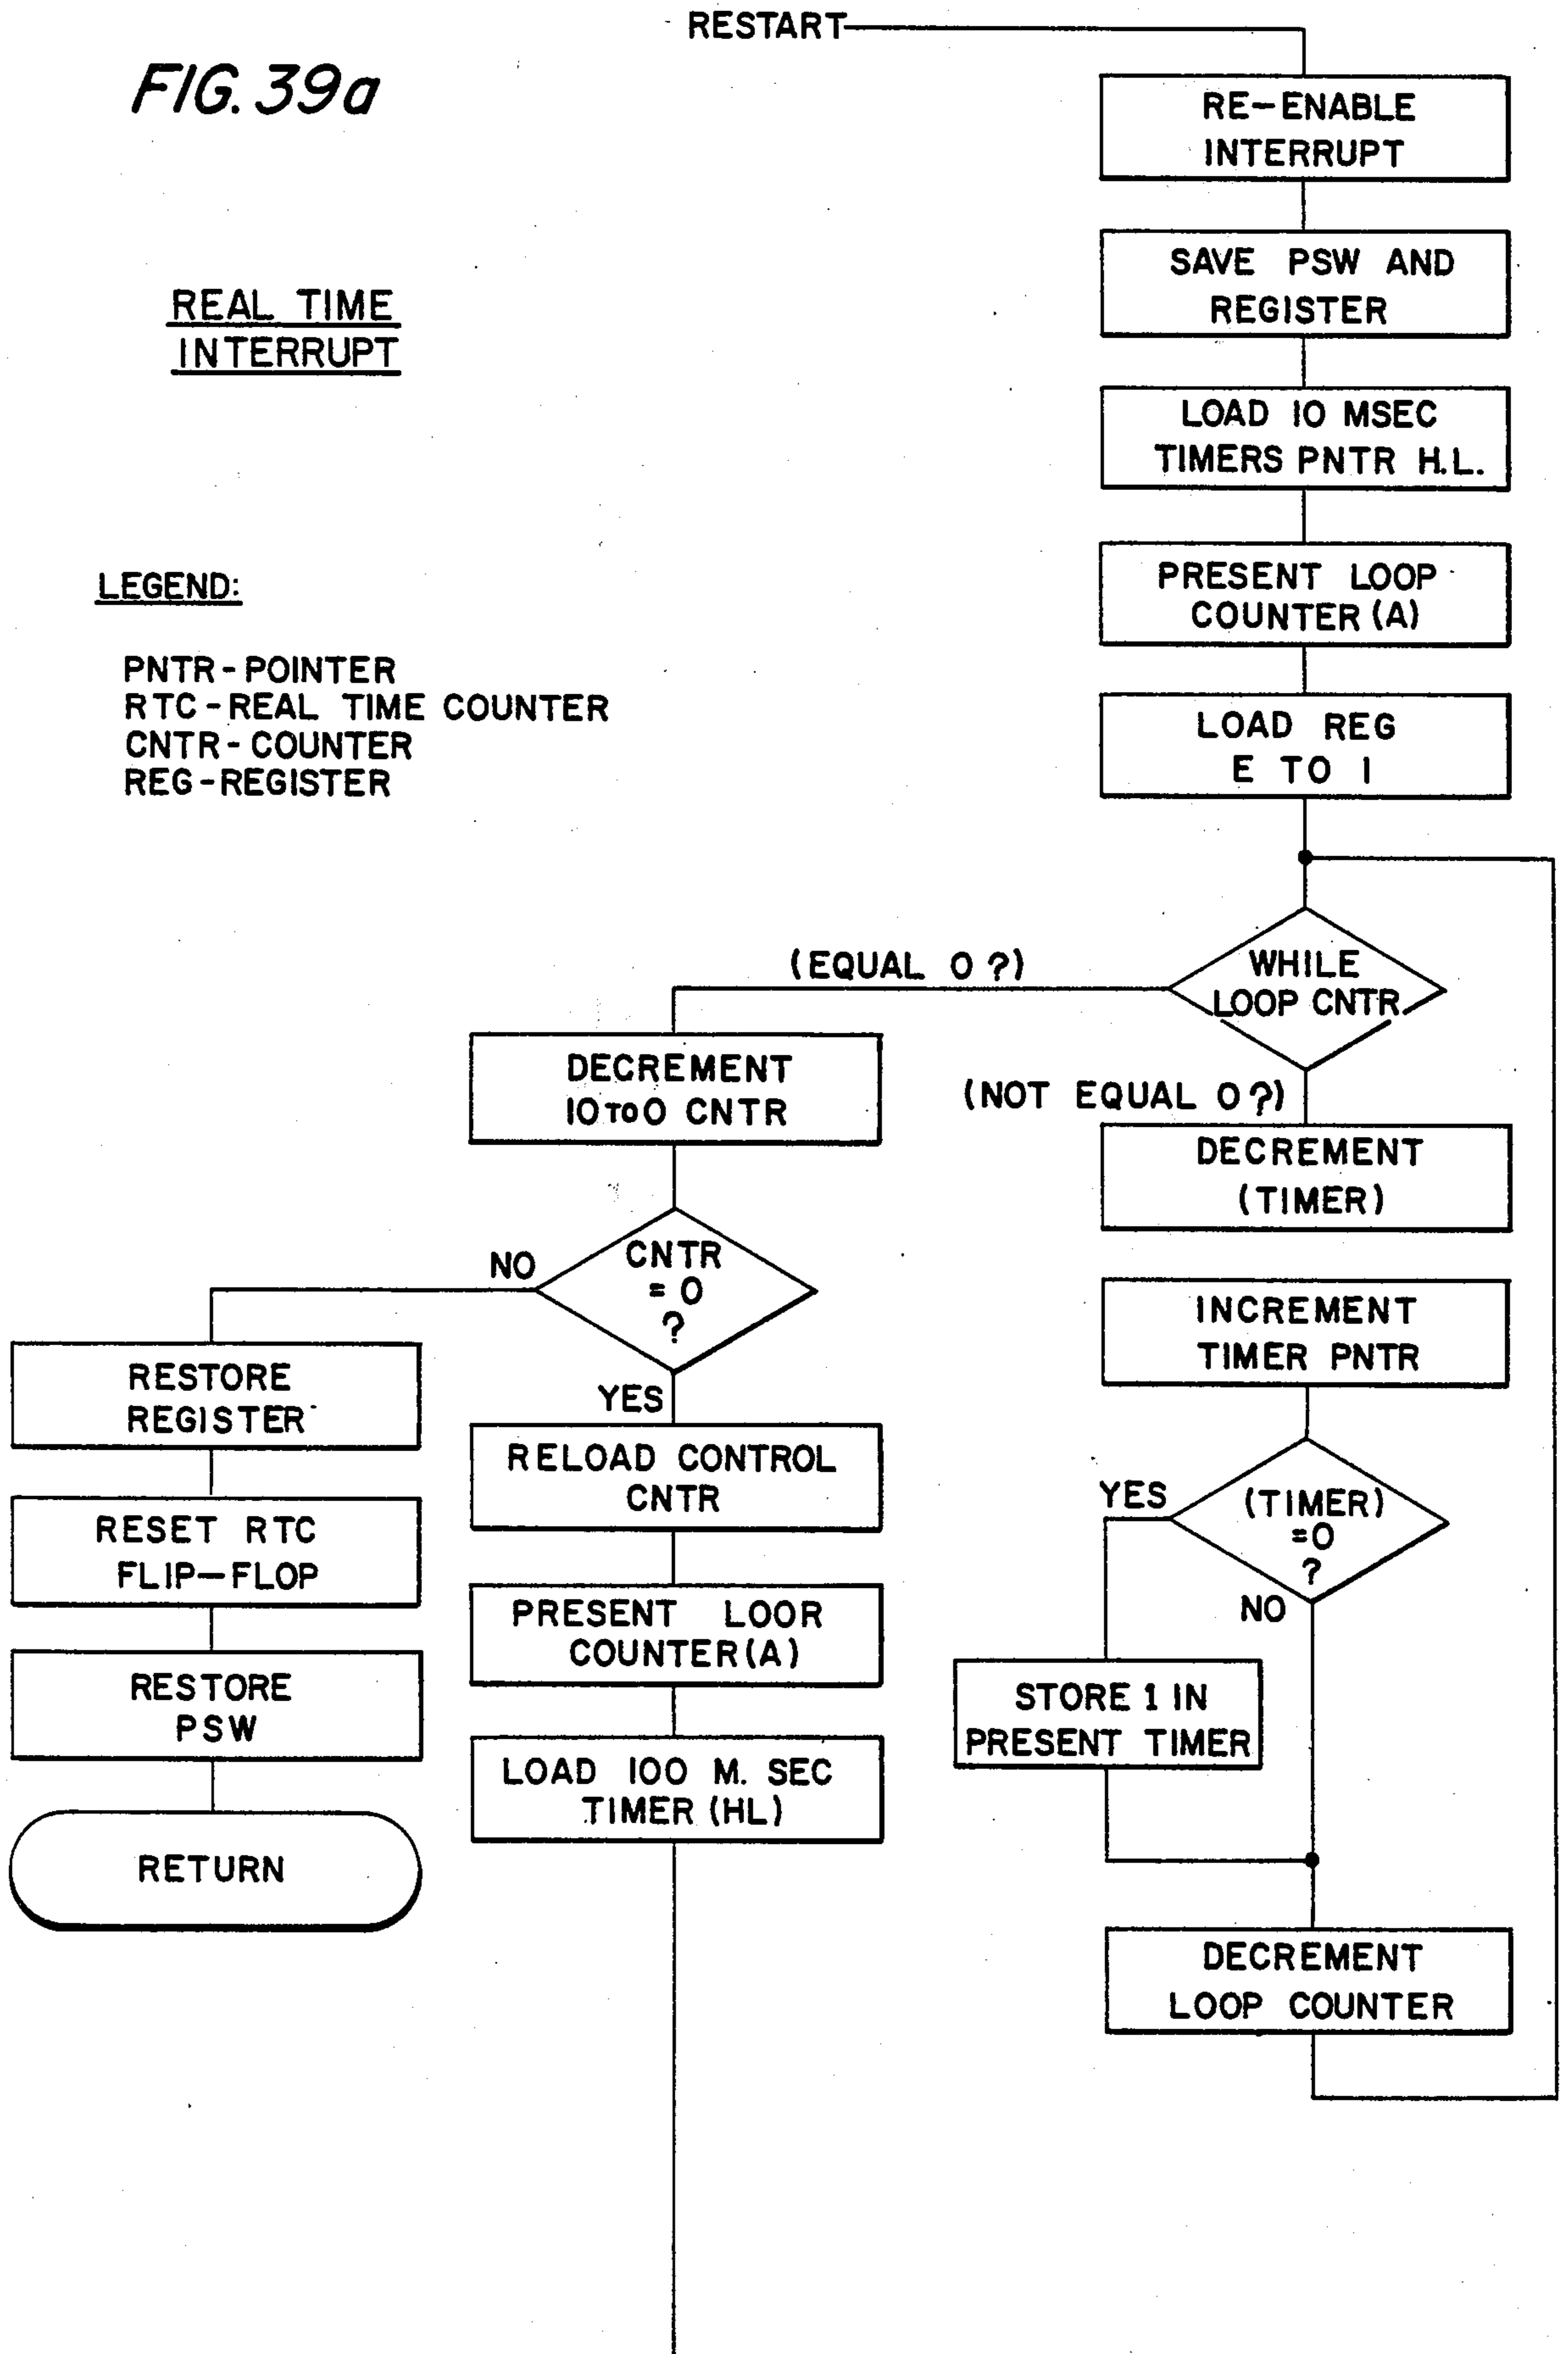 RESTART
FIG. 39a
REAL TIME
INTERRUPT
LEGEND:
PNTR-POINTER
RTC-REAL TIME COUNTER
CNTR-COUNTER
REG-REGISTER
RE-ENABLE
INTERRUPT
SAVE PSW AND
REGISTER
LOAD 10 MSEC
TIMERS PNTR H.L.
PRESENT LOOP
COUNTER (A)
LOAD REG
E TO 1
WHILE
LOOP CNTR
(EQUAL 0?)
(NOT EQUAL 0?)
DECREMENT
(TIMER)
INCREMENT
TIMER PNTR
(TIMER)
=0
?
YES
NO
STORE 1 IN
PRESENT TIMER
DECREMENT
LOOP COUNTER
DECREMENT
10 TO 0 CNTR
CNTR
= 0
?
NO
YES
RELOAD CONTROL
CNTR
PRESENT LOOR
COUNTER(A)
LOAD 100 M. SEC
TIMER (HL)
RESTORE
REGISTER
RESET RTC
FLIP-FLOP
RESTORE
PSW
RETURN